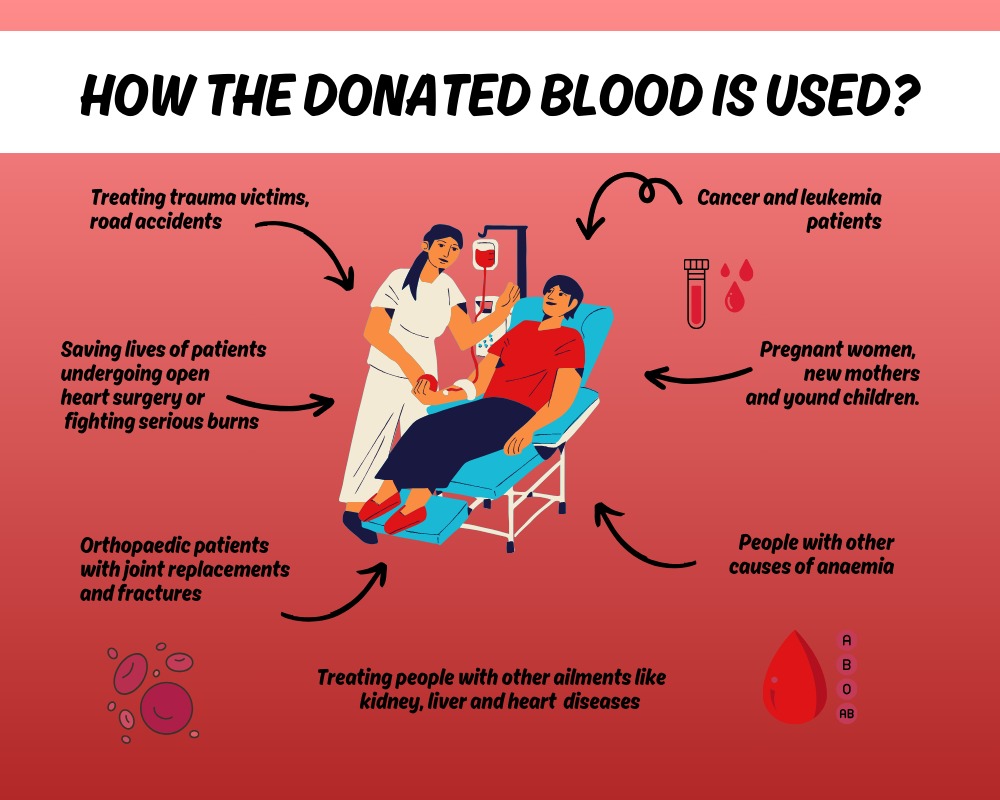 HOW THE DONATED BLOOD IS USED?
Treating trauma victims,
road accidents
Cancer and leukemia
patients
Saving lives of patients
undergoing open
heart surgery or
fighting serious burns
Pregnant women,
new mothers
and yound children.
Orthopaedic patients
with joint replacements
and fractures
People with other
causes of anaemia
Treating people with other ailments like
kidney, liver and heart diseases
A
B
O
AB